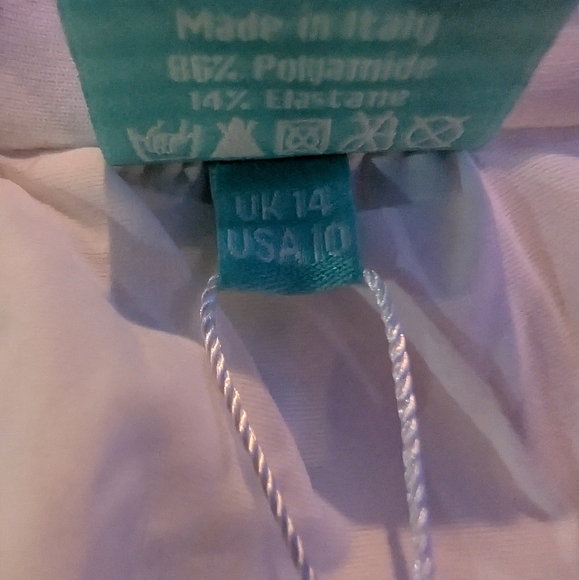 Made in Italy
86% Polyamide
14% Elastane
UK 14
USA 10